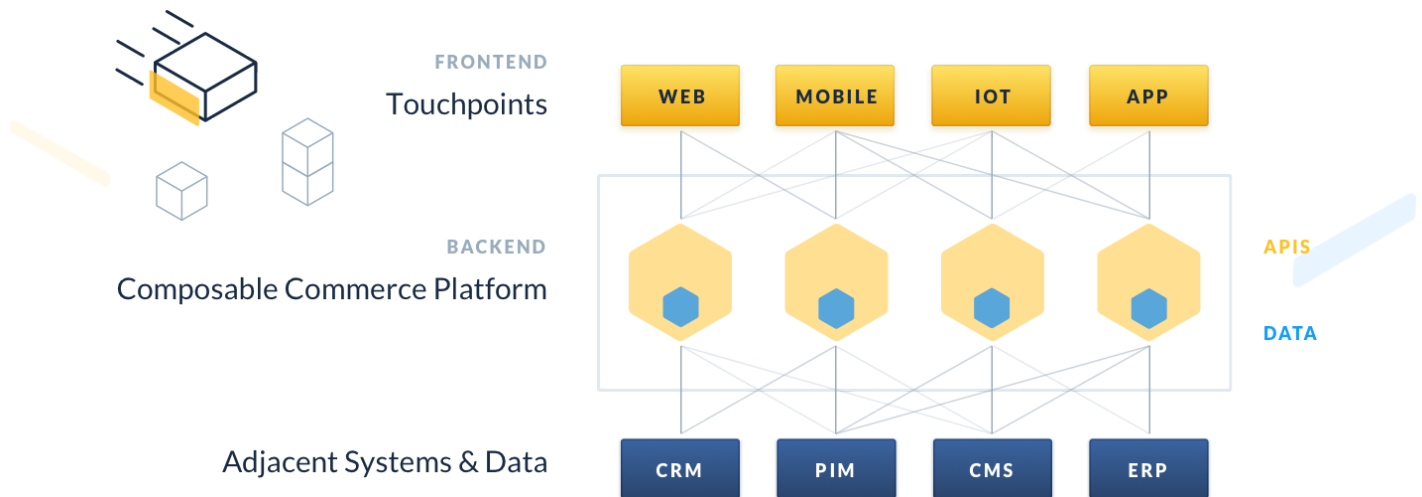 FRONTEND
Touchpoints
WEB
MOBILE
IOT
APP
BACKEND
Composable Commerce Platform
APIS
DATA
Adjacent Systems & Data
CRM
PIM
CMS
ERP